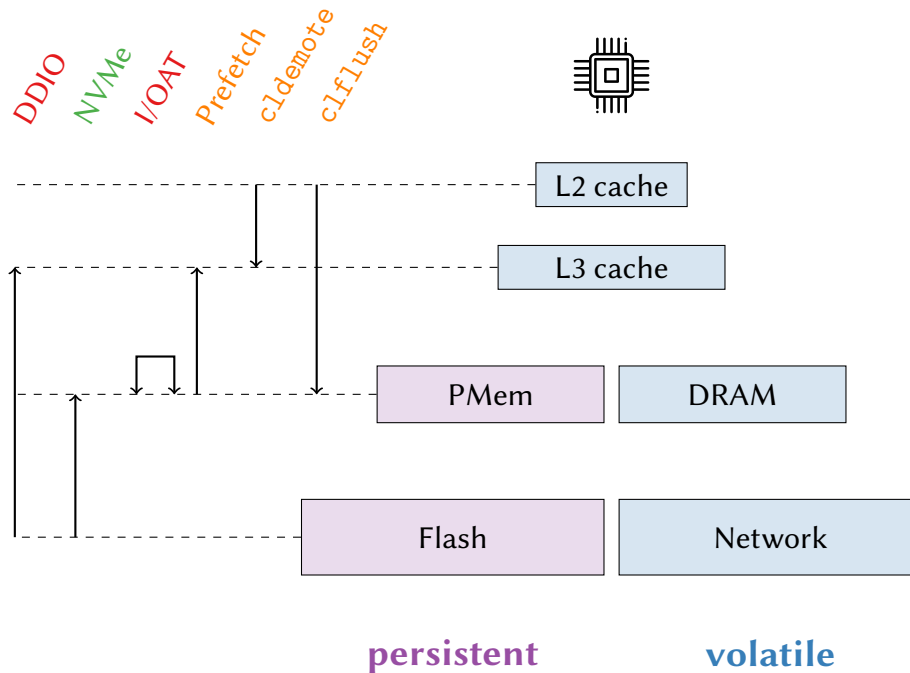 DDIO
NVMe
I/OAT
Prefetch
cldemote
clflush
L2 cache
L3 cache
PMem
DRAM
Flash
Network
persistent
volatile